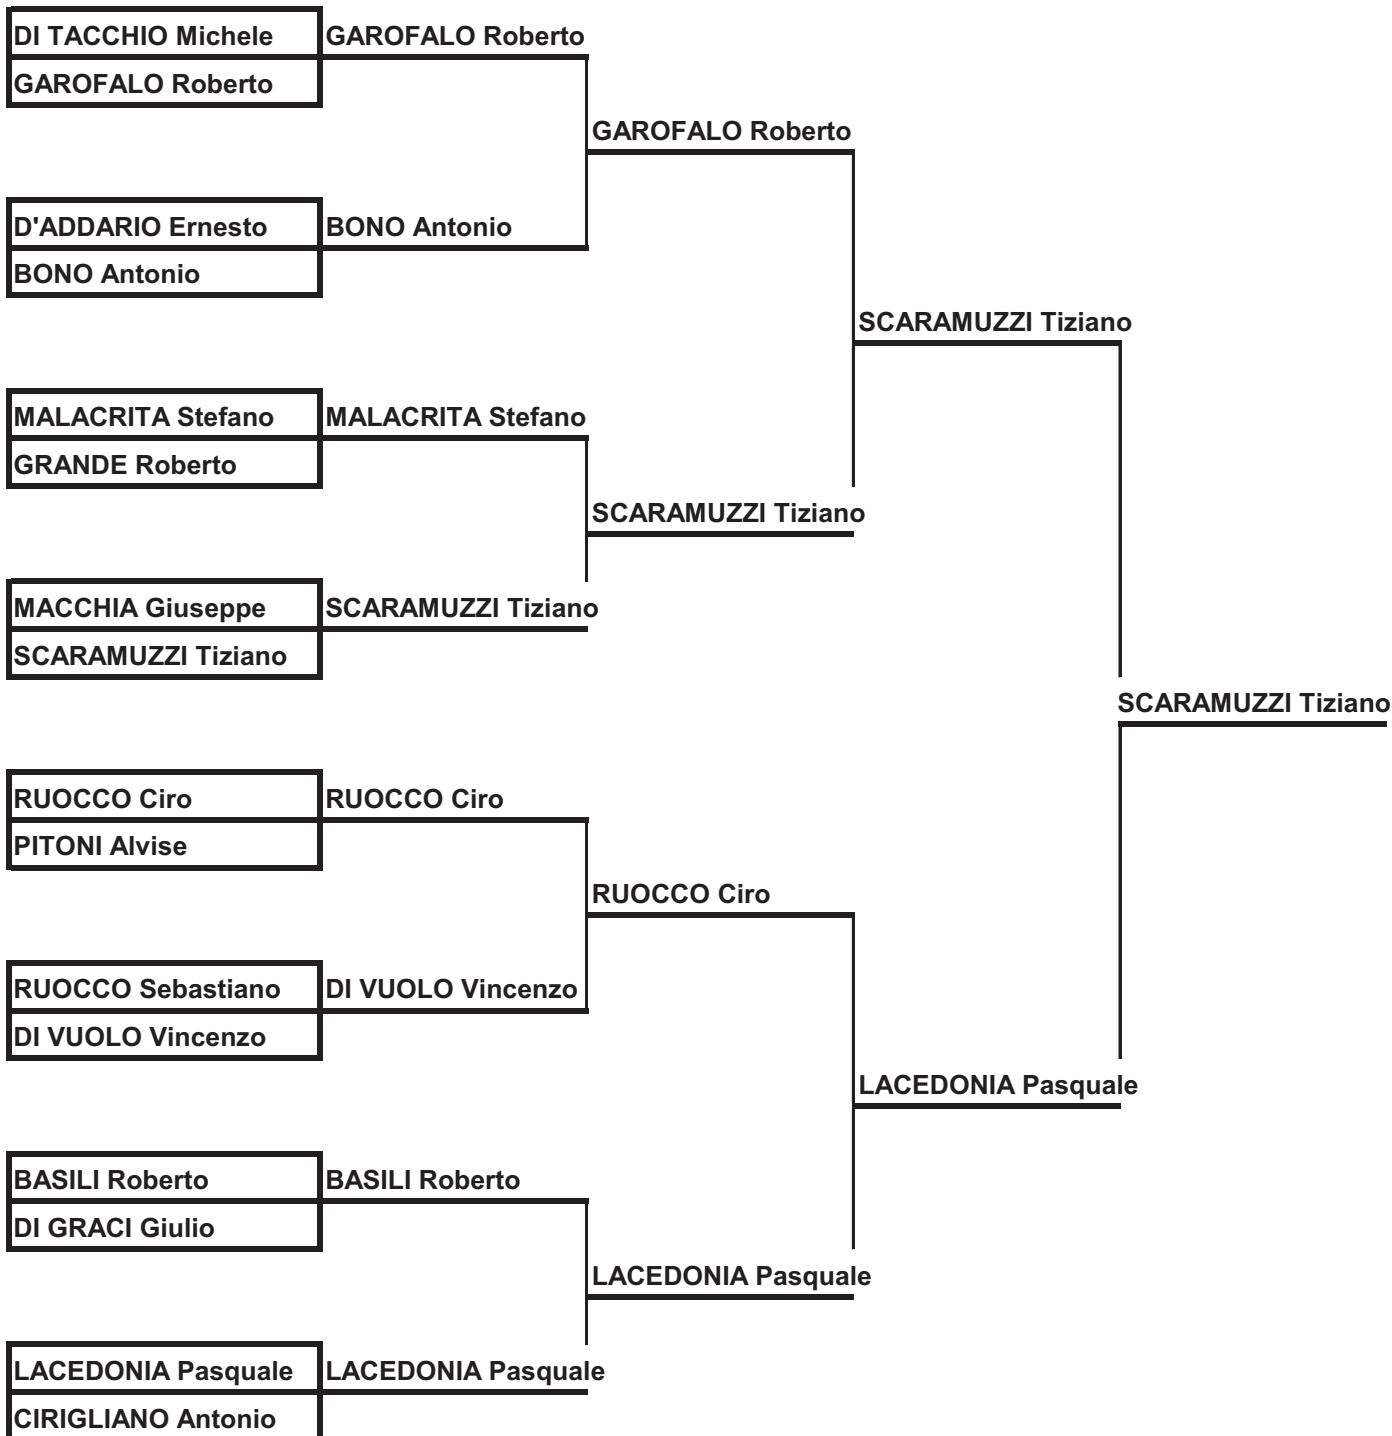 DI TACCHIO Michele
GAROFALO Roberto
GAROFALO Roberto
GAROFALO Roberto
D'ADDARIO Ernesto
BONO Antonio
BONO Antonio
SCARAMUZZI Tiziano
MALACRITA Stefano
MALACRITA Stefano
GRANDE Roberto
SCARAMUZZI Tiziano
MACCHIA Giuseppe
SCARAMUZZI Tiziano
SCARAMUZZI Tiziano
SCARAMUZZI Tiziano
RUOCCO Ciro
RUOCCO Ciro
PITONI Alvise
RUOCCO Ciro
RUOCCO Sebastiano
DI VUOLO Vincenzo
DI VUOLO Vincenzo
LACEDONIA Pasquale
BASILI Roberto
BASILI Roberto
DI GRACI Giulio
LACEDONIA Pasquale
LACEDONIA Pasquale
LACEDONIA Pasquale
CIRIGLIANO Antonio